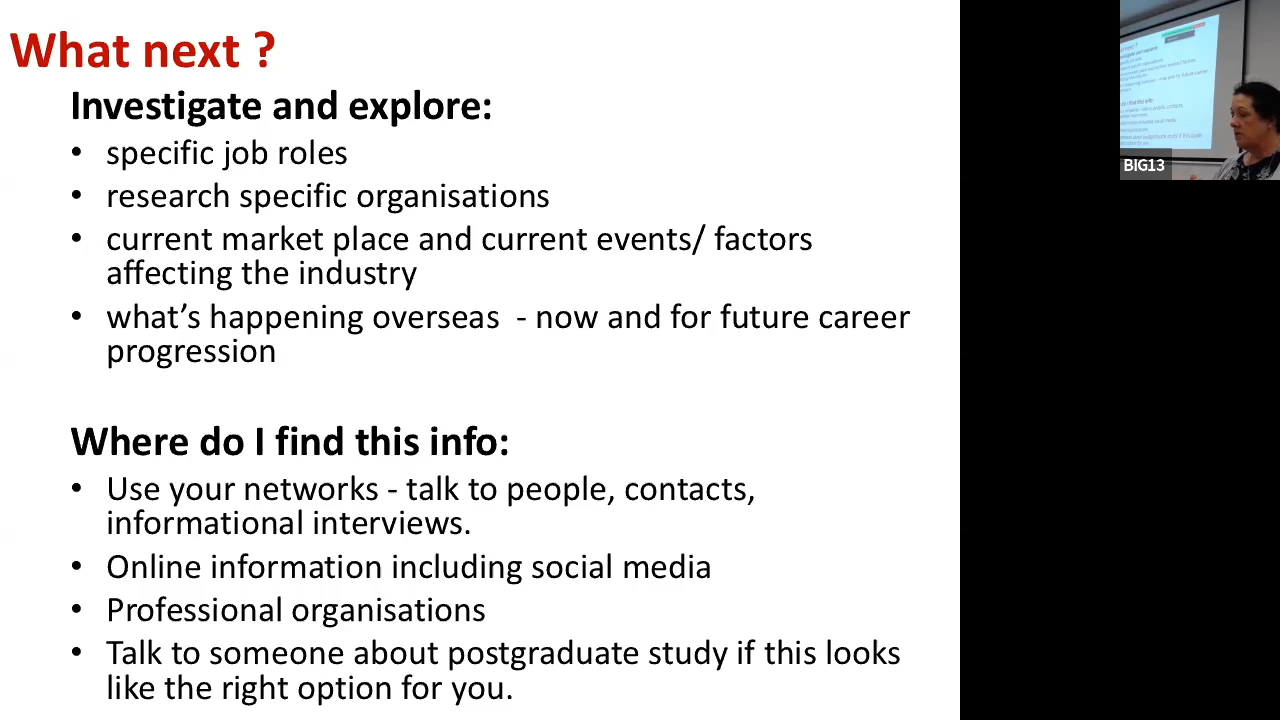 What next ?
Investigate and explore:
• specific job roles
• research specific organisations
• current market place and current events/ factors
affecting the industry
• what’s happening overseas  - now and for future career
progression
Where do I find this info:
• Use your networks - talk to people, contacts,
informational interviews.
• Online information including social media
• Professional organisations
• Talk to someone about postgraduate study if this looks
like the right option for you.
BIG13